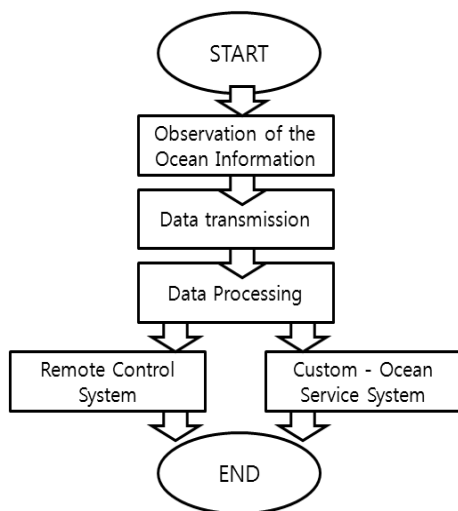 START
Observation of the
Ocean Information
Data transmission
Data Processing
Remote Control
System
Custom - Ocean
Service System
END